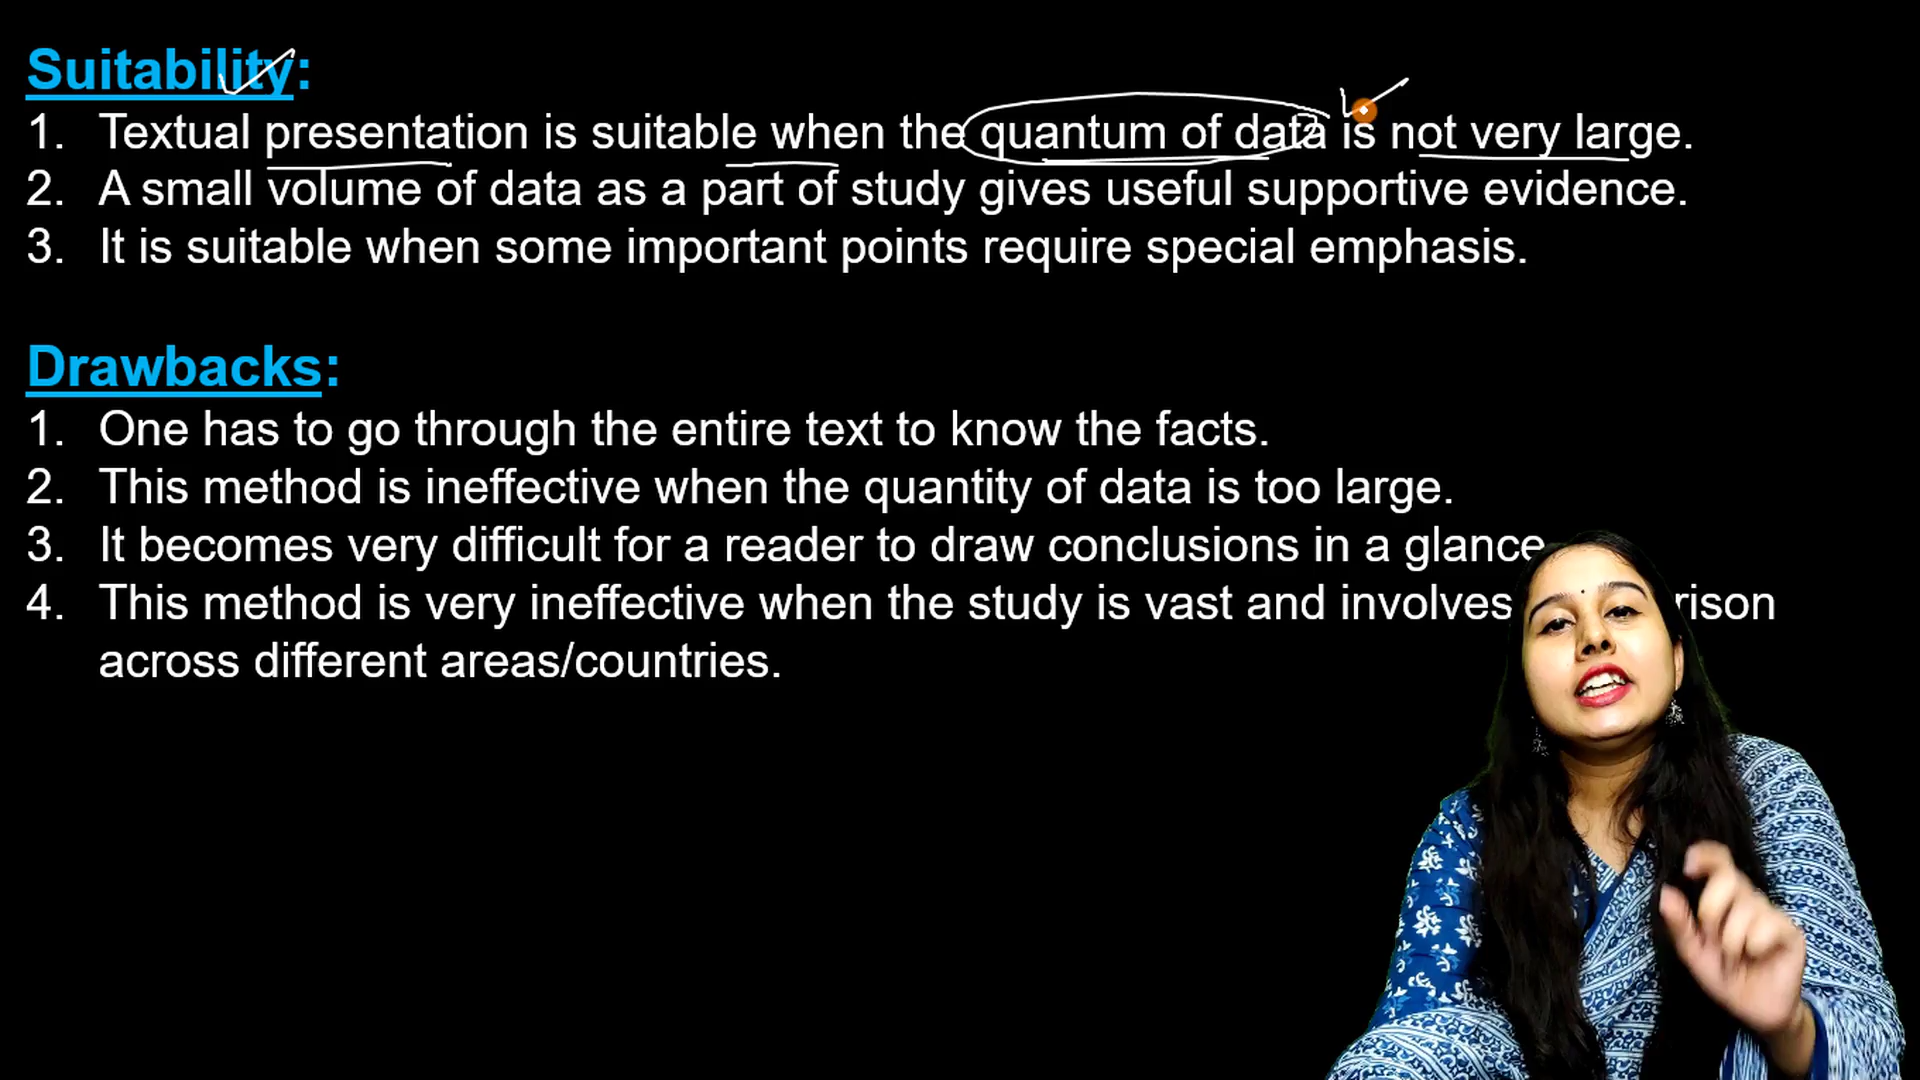 Suitability:
1. Textual presentation is suitable when the quantum of data is not very large.
2. A small volume of data as a part of study gives useful supportive evidence.
3. It is suitable when some important points require special emphasis.
Drawbacks:
1. One has to go through the entire text to know the facts.
2. This method is ineffective when the quantity of data is too large.
3. It becomes very difficult for a reader to draw conclusions in a glance
4. This method is very ineffective when the study is vast and involves rison
across different areas/countries.